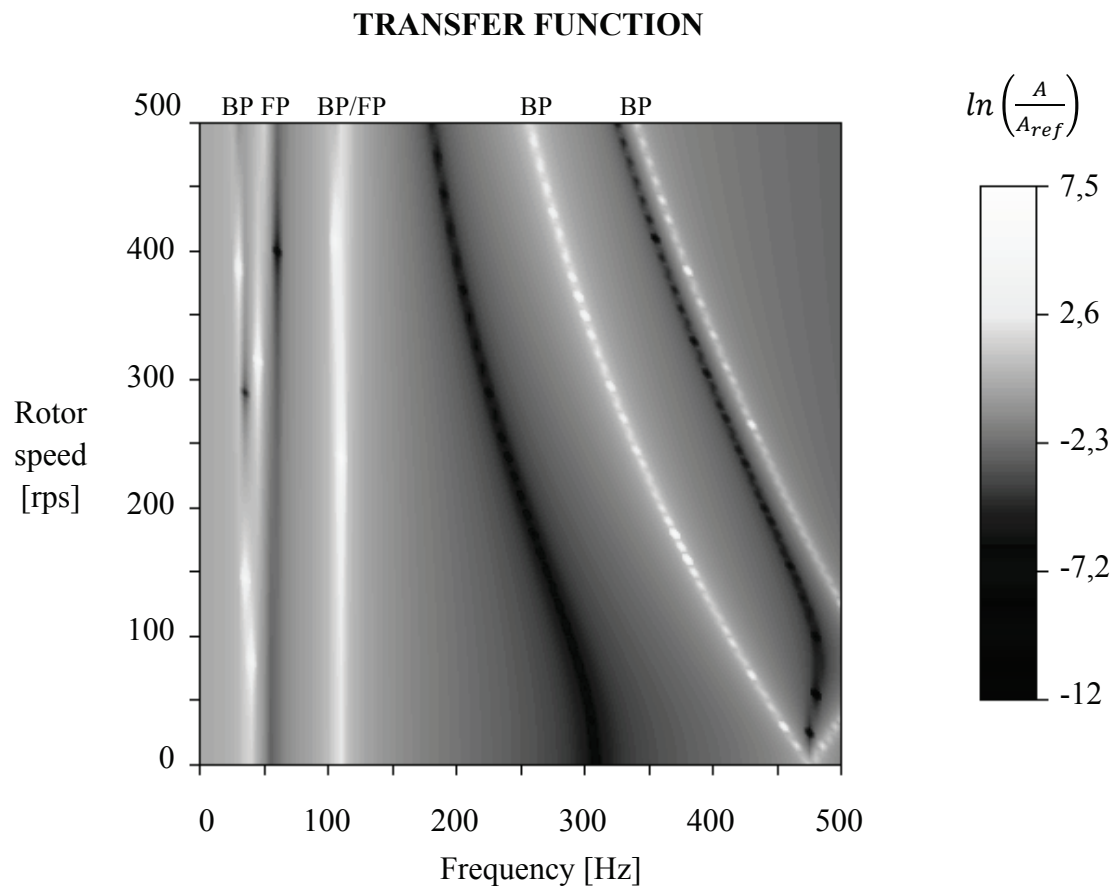 TRANSFER FUNCTION
BP FP BP/FP BP BP
ln(A/A_ref)
500
400
300
200
100
0
Rotor
speed
[rps]
0 100 200 300 400 500
Frequency [Hz]
7,5
2,6
-2,3
-7,2
-12